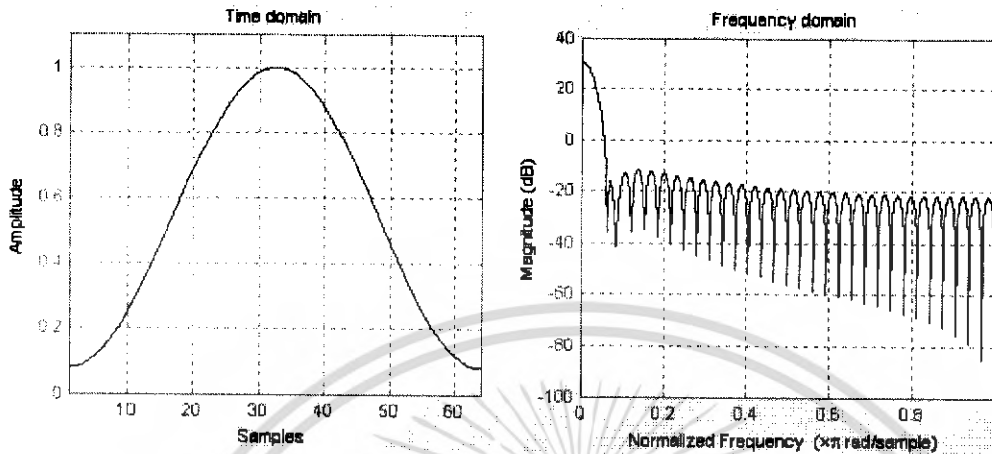 Time domain
1
0.8
0.6
0.4
0.2
0
10 20 30 40 50 60
Amplitude
Samples
Frequency domain
40
20
0
-20
-40
-60
-80
-100
0 0.2 0.4 0.6 0.8
Magnitude (dB)
Normalized Frequency (×π rad/sample)